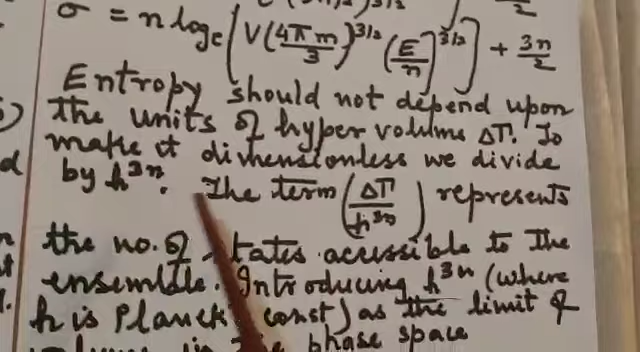 σ = n loge (V(4πm/3)^3/2 (E/n)^3/2] + 3n/2
Entropy should not depend upon
the units of hyper volume ΔΓ. To
make it dimensionless we divide
by h^3n. The term (ΔΓ/h^3n) represents
the no. of tates accessible to the
ensemble. Introducing h^3n (where
h is Planck const) as the limit of
phase space